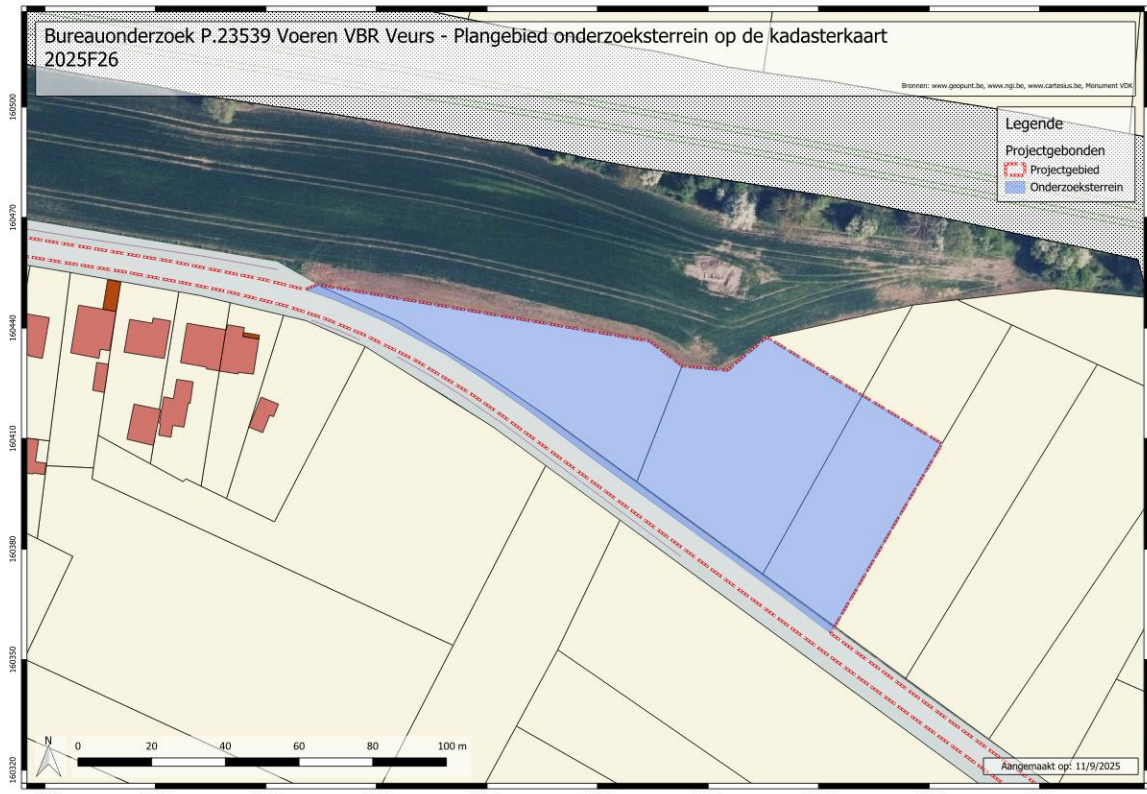 Bureauonderzoek P.23539 Voeren VBR Veurs - Plangebied onderzoeksterrein op de kadasterkaart
2025F26
Bronnen: www.geopunt.be, www.ngi.be, www.cartesius.be, Monument VDK
Legende
Projectgebonden
Projectgebied
Onderzoeksterrein
160500
160470
160440
160410
160380
160350
160320
N
0 20 40 60 80 100 m
Aangemaakt op: 11/9/2025